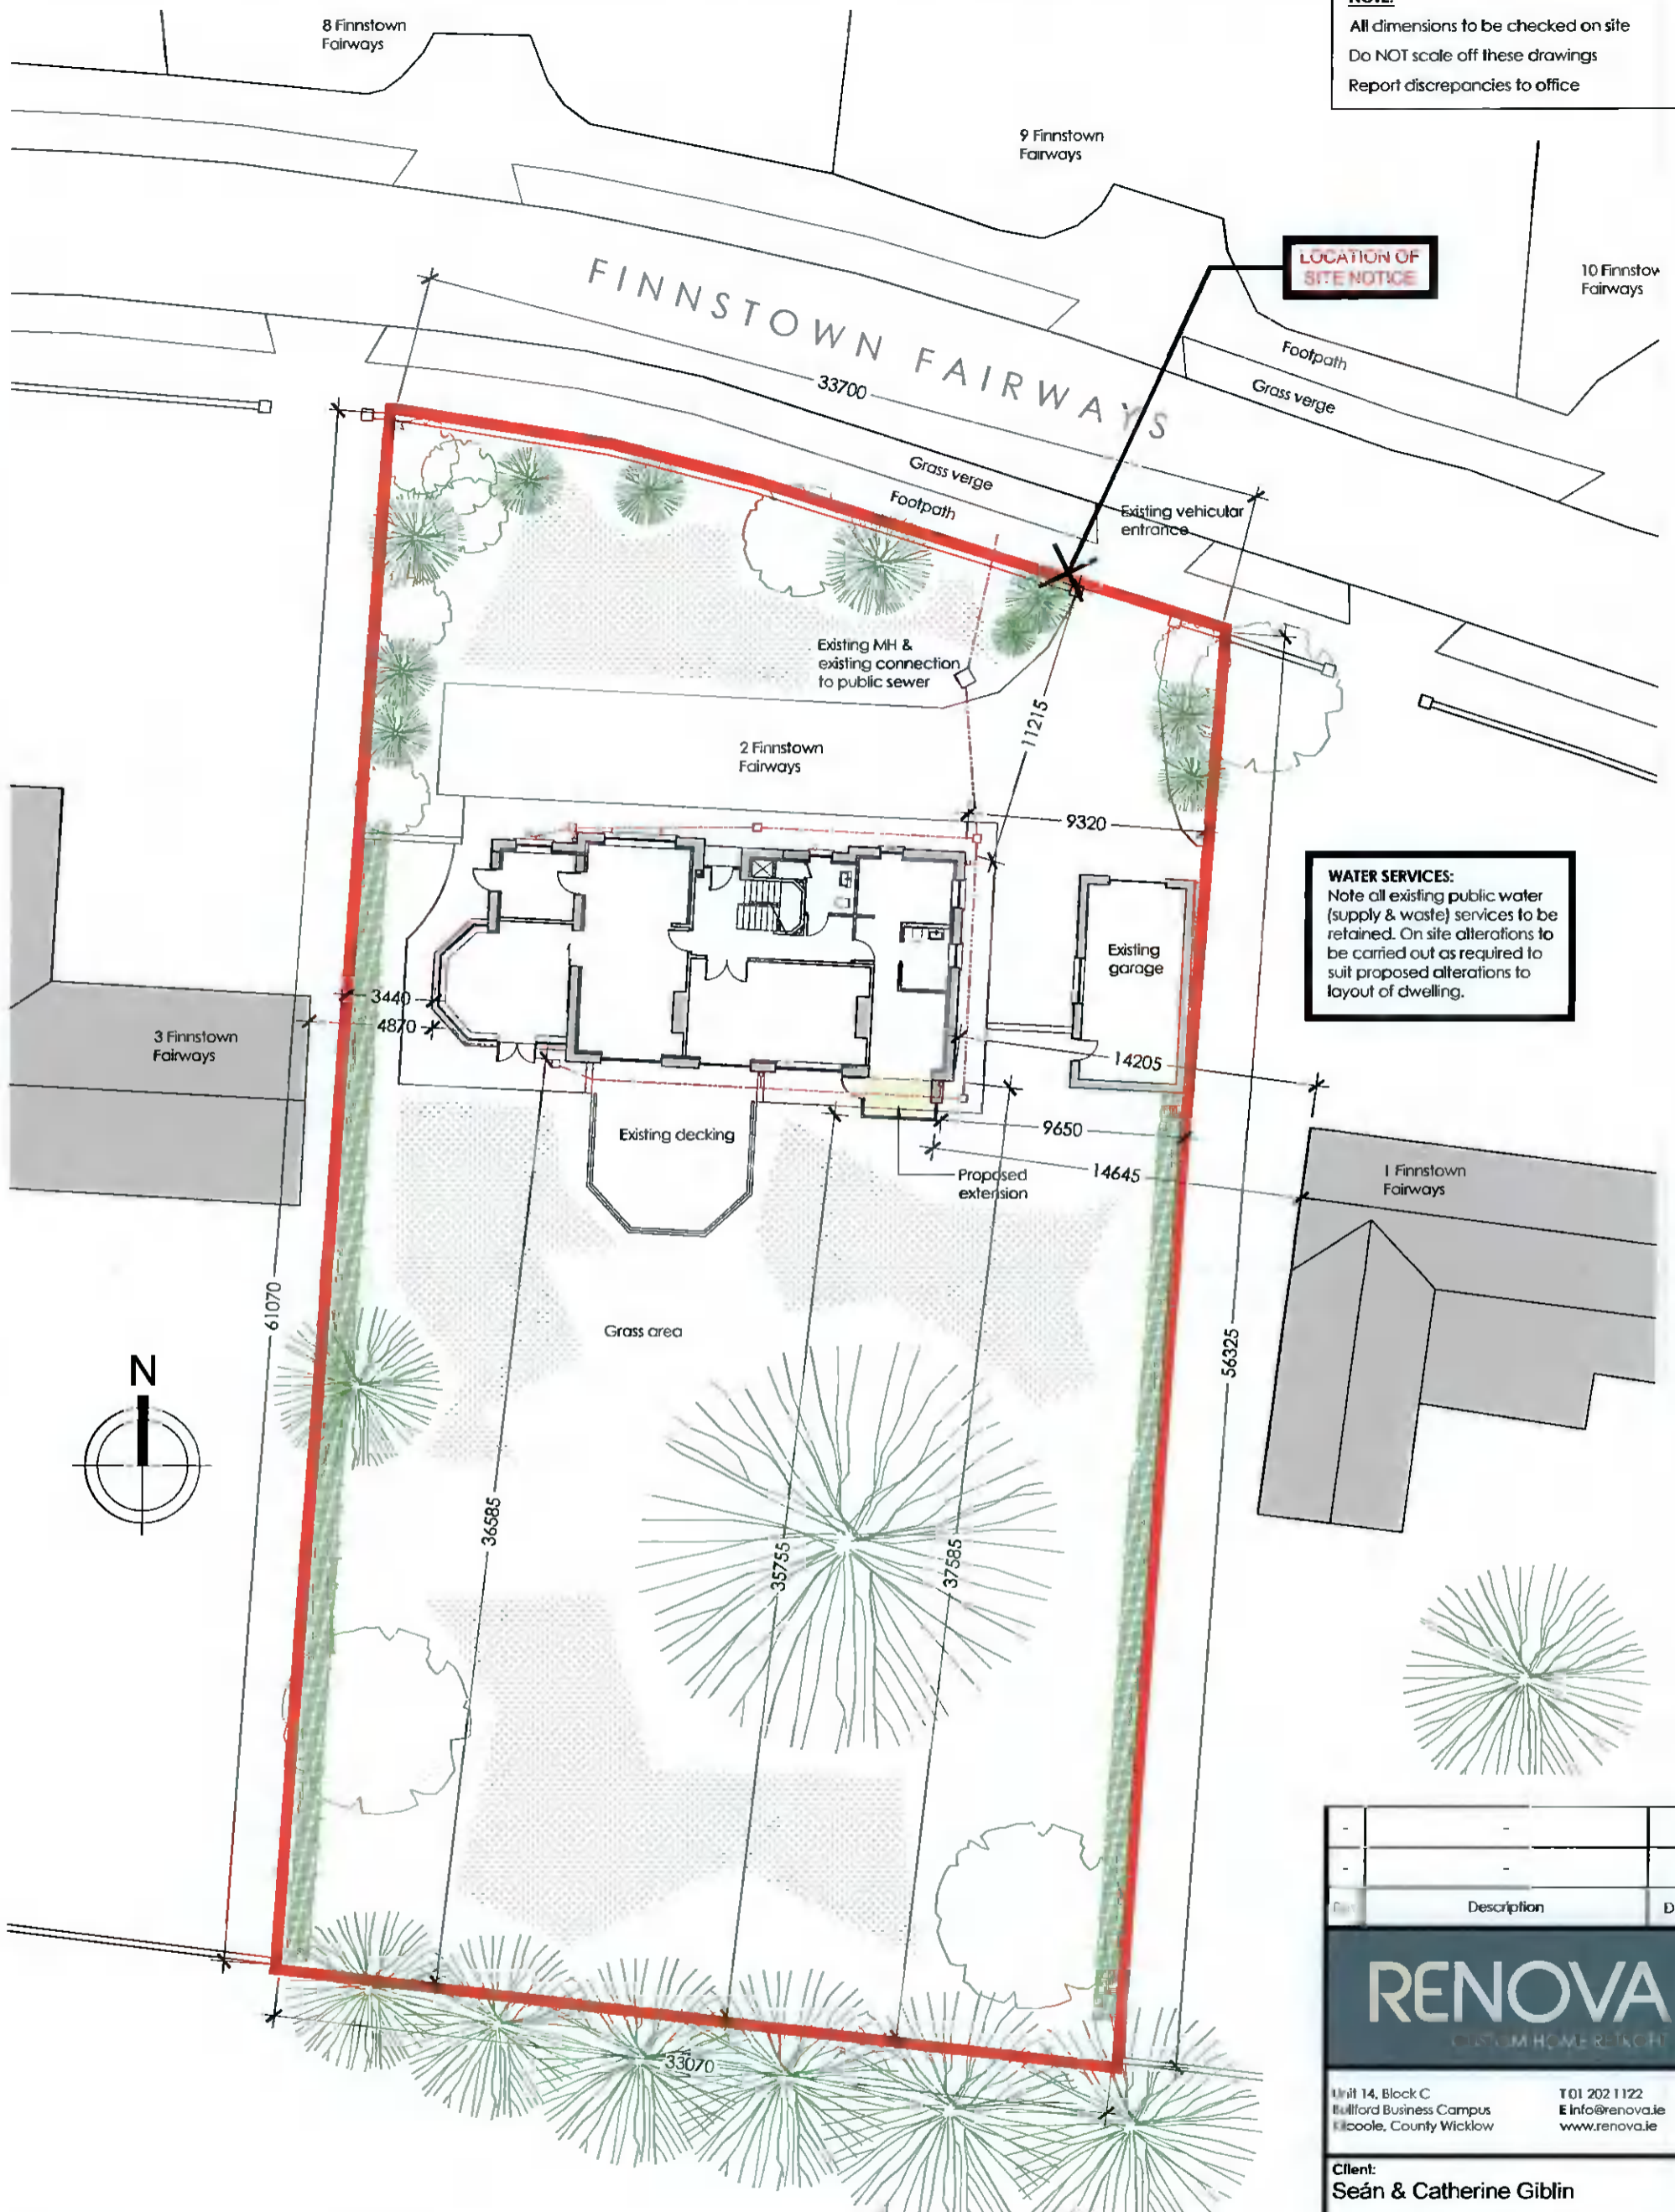 NOTE:
All dimensions to be checked on site
Do NOT scale off these drawings
Report discrepancies to office
8 Finnstown
Fairways
9 Finnstown
Fairways
LOCATION OF
SITE NOTICE
10 Finnstow
Fairways
FINNSTOWN FAIRWAYS
33700
Footpath
Grass verge
Grass verge
Footpath
Existing vehicular
entrance
Existing MH &
existing connection
to public sewer
11215
2 Finnstown
Fairways
9320
WATER SERVICES:
Note all existing public water
(supply & waste) services to be
retained. On site alterations to
be carried out as required to
suit proposed alterations to
layout of dwelling.
Existing
garage
3440
4870
3 Finnstown
Fairways
14205
9650
14645
Existing decking
Proposed
extension
1 Finnstown
Fairways
61070
Grass area
56325
N
36585
35755
37585
33070
-
-
-
-
Description
D
RENOVA
CUSTOM HOME RETROFIT
Unit 14, Block C
Bullford Business Campus
Kilcoole, County Wicklow
T 01 202 1122
E info@renova.ie
www.renova.ie
Client:
Seán & Catherine Giblin